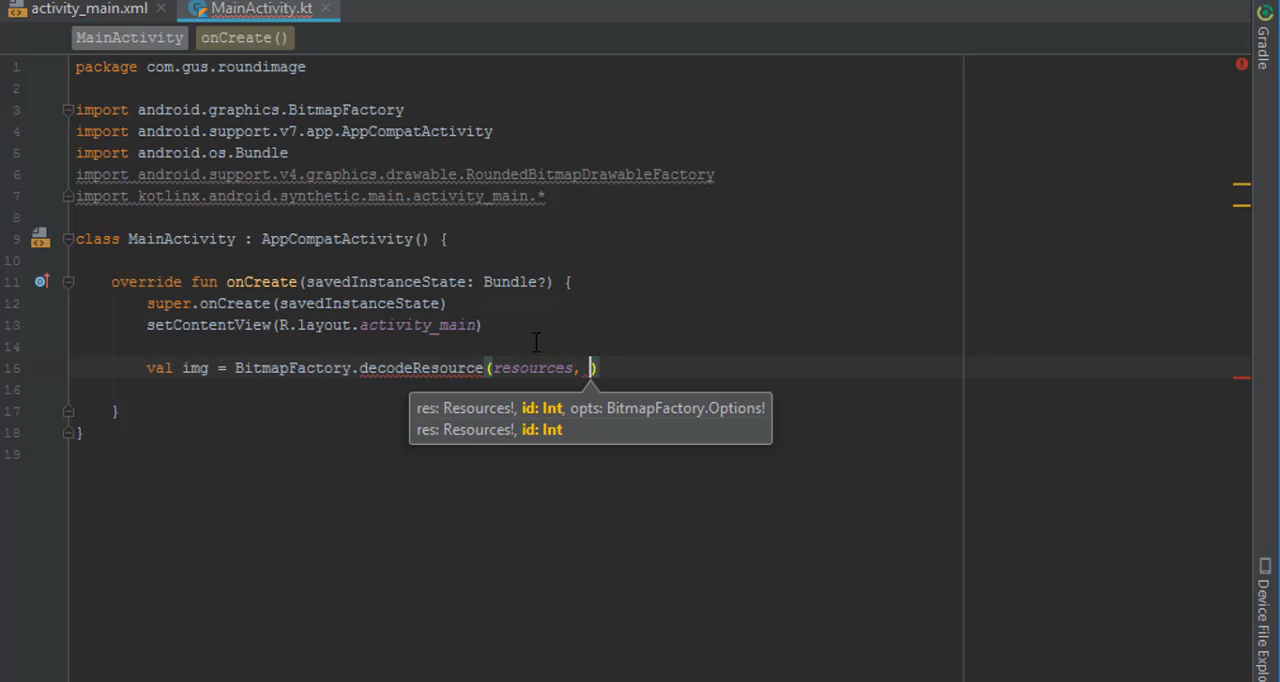 activity_main.xml
MainActivity.kt
MainActivity
onCreate()
1 package com.gus.roundimage
2
3 import android.graphics.BitmapFactory
4 import android.support.v7.app.AppCompatActivity
5 import android.os.Bundle
6 import android.support.v4.graphics.drawable.RoundedBitmapDrawableFactory
7 import kotlinx.android.synthetic.main.activity_main.*
8
9 class MainActivity : AppCompatActivity() {
10
11 override fun onCreate(savedInstanceState: Bundle?) {
12 super.onCreate(savedInstanceState)
13 setContentView(R.layout.activity_main)
14
15 val img = BitmapFactory.decodeResource(resources, )
16
res: Resources!, id: Int, opts: BitmapFactory.Options!
17 }
res: Resources!, id: Int
18 }
19
Gradle
Device File Explo